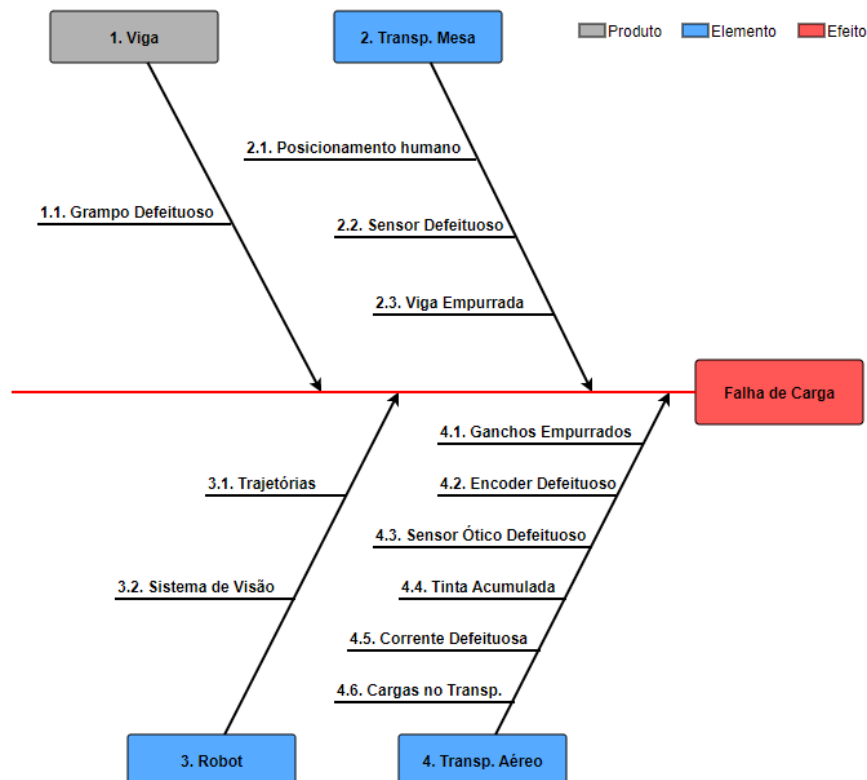 1. Viga
2. Transp. Mesa
Produto
Elemento
Efeito
2.1. Posicionamento humano
1.1. Grampo Defeituoso
2.2. Sensor Defeituoso
2.3. Viga Empurrada
Falha de Carga
4.1. Ganchos Empurrados
3.1. Trajetórias
4.2. Encoder Defeituoso
4.3. Sensor Ótico Defeituoso
3.2. Sistema de Visão
4.4. Tinta Acumulada
4.5. Corrente Defeituosa
4.6. Cargas no Transp.
3. Robot
4. Transp. Aéreo